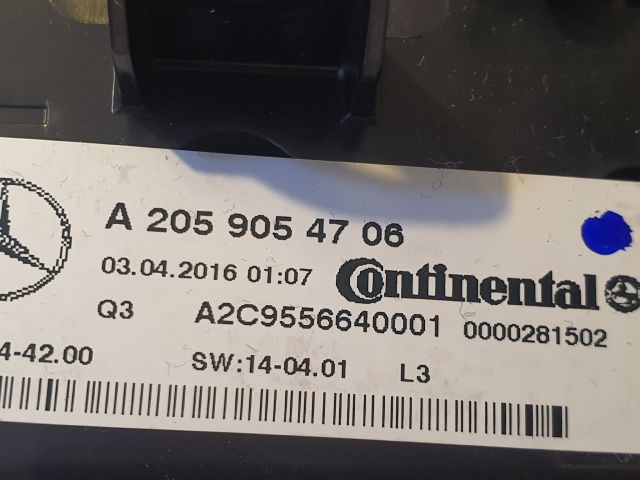 A 205 905 47 06
03.04.2016 01:07 Continental
Q3 A2C9556640001 0000281502
4-42.00 SW:14-04.01 L3